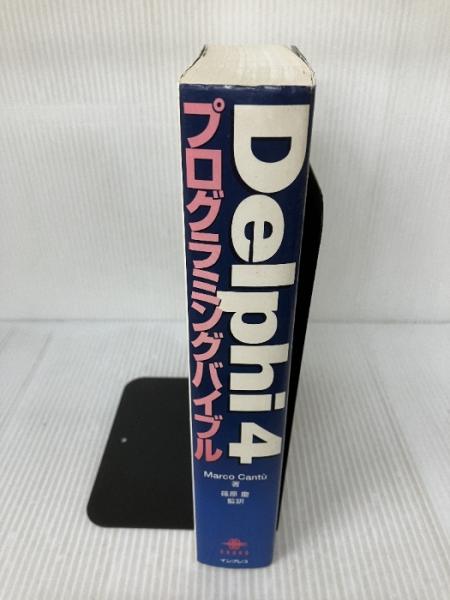 Delphi 4
プログラミングバイブル
Marco Cantù
著
篠原 慶
監訳
インプレス